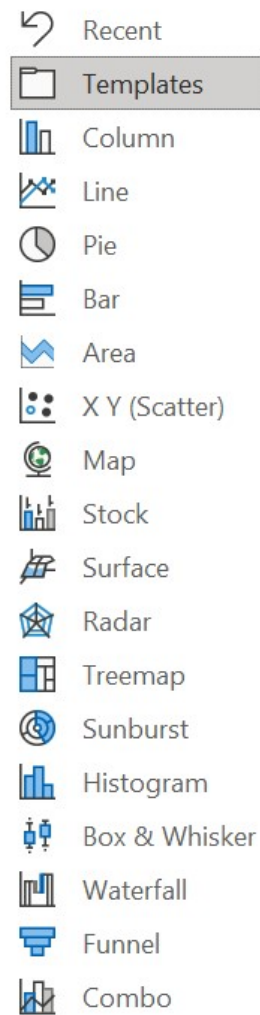 Recent
Templates
Column
Line
Pie
Bar
Area
X Y (Scatter)
Map
Stock
Surface
Radar
Treemap
Sunburst
Histogram
Box & Whisker
Waterfall
Funnel
Combo